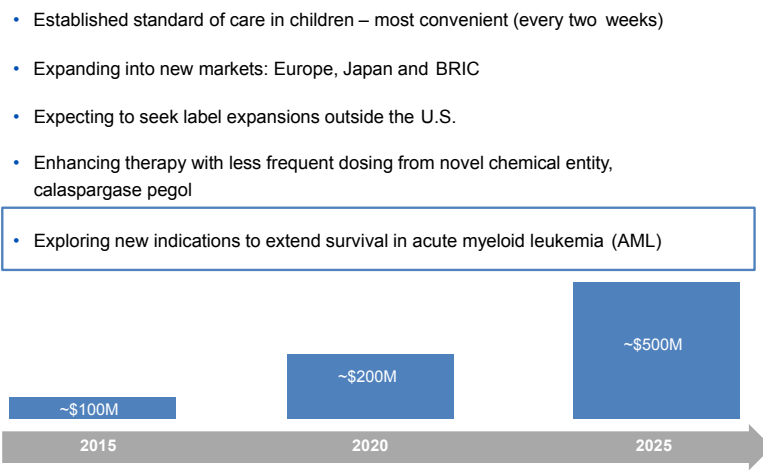 • Established standard of care in children – most convenient (every two weeks)
• Expanding into new markets: Europe, Japan and BRIC
• Expecting to seek label expansions outside the U.S.
• Enhancing therapy with less frequent dosing from novel chemical entity,
calaspargase pegol
• Exploring new indications to extend survival in acute myeloid leukemia (AML)
~$500M
~$200M
~$100M
2015 2020 2025